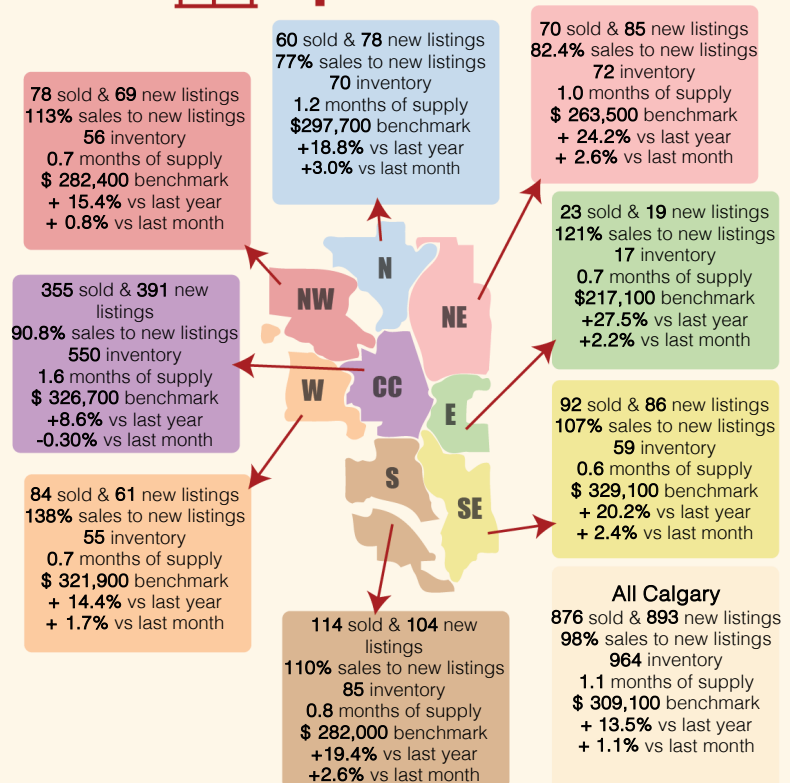 60 sold & 78 new listings
77% sales to new listings
70 inventory
1.2 months of supply
$297,700 benchmark
+18.8% vs last year
+3.0% vs last month
70 sold & 85 new listings
82.4% sales to new listings
72 inventory
1.0 months of supply
$ 263,500 benchmark
+ 24.2% vs last year
+ 2.6% vs last month
78 sold & 69 new listings
113% sales to new listings
56 inventory
0.7 months of supply
$ 282,400 benchmark
+ 15.4% vs last year
+ 0.8% vs last month
23 sold & 19 new listings
121% sales to new listings
17 inventory
0.7 months of supply
$217,100 benchmark
+27.5% vs last year
+2.2% vs last month
N
NW
NE
W
CC
E
S
SE
355 sold & 391 new
listings
90.8% sales to new listings
550 inventory
1.6 months of supply
$ 326,700 benchmark
+8.6% vs last year
-0.30% vs last month
92 sold & 86 new listings
107% sales to new listings
59 inventory
0.6 months of supply
$ 329,100 benchmark
+ 20.2% vs last year
+ 2.4% vs last month
84 sold & 61 new listings
138% sales to new listings
55 inventory
0.7 months of supply
$ 321,900 benchmark
+ 14.4% vs last year
+ 1.7% vs last month
114 sold & 104 new
listings
110% sales to new listings
85 inventory
0.8 months of supply
$ 282,000 benchmark
+19.4% vs last year
+2.6% vs last month
All Calgary
876 sold & 893 new listings
98% sales to new listings
964 inventory
1.1 months of supply
$ 309,100 benchmark
+ 13.5% vs last year
+ 1.1% vs last month